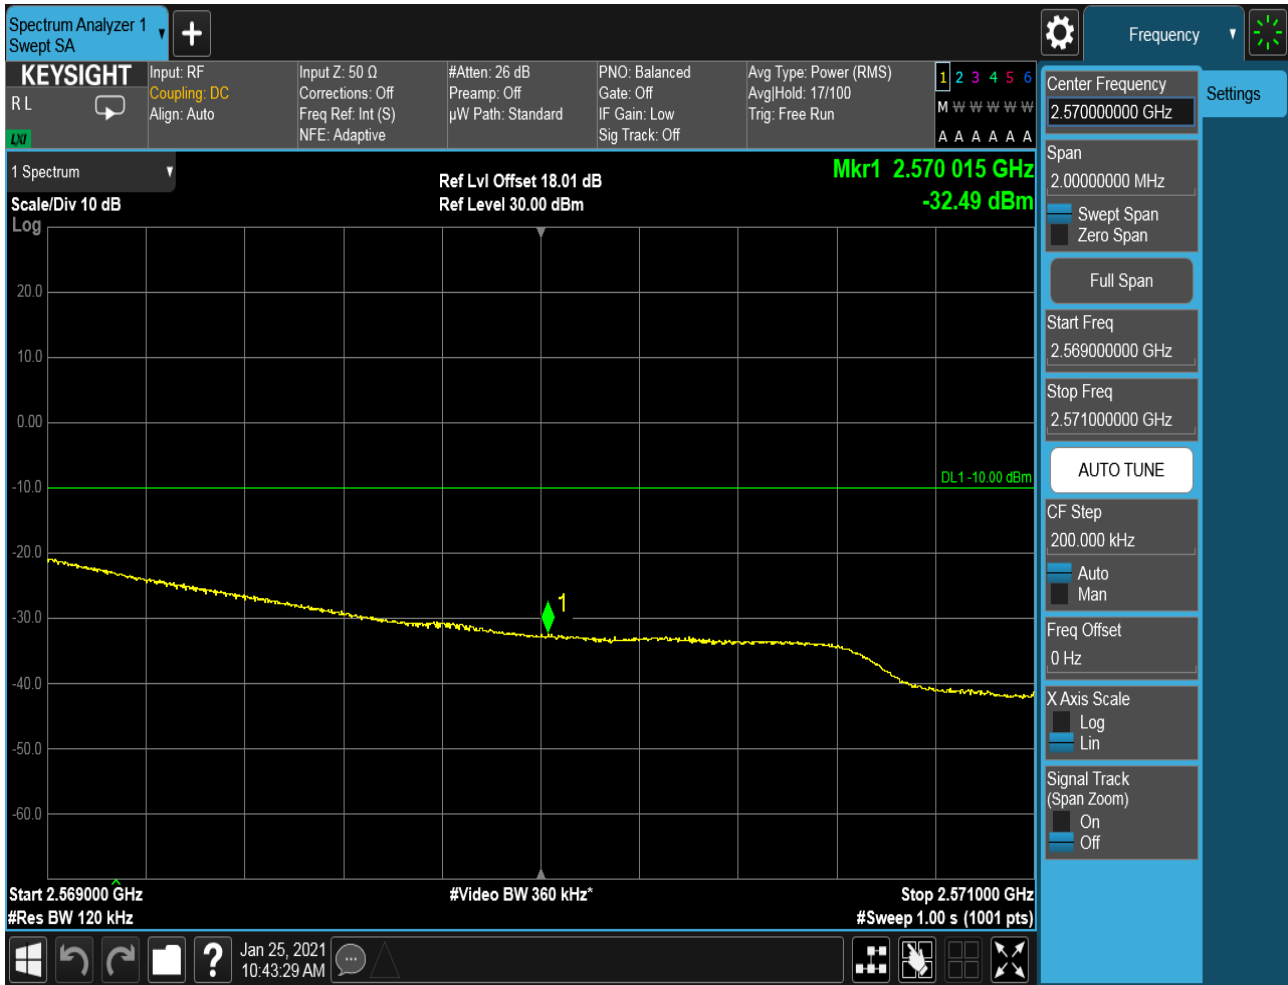 Spectrum Analyzer 1
Swept SA
Frequency
KEYSIGHT
R L
LXI
Input: RF
Coupling: DC
Align: Auto
Input Z: 50 Ω
Corrections: Off
Freq Ref: Int (S)
NFE: Adaptive
#Atten: 26 dB
Preamp: Off
µW Path: Standard
PNO: Balanced
Gate: Off
IF Gain: Low
Sig Track: Off
Avg Type: Power (RMS)
Avg|Hold: 17/100
Trig: Free Run
1 2 3 4 5 6
M W W W W W
A A A A A A
1 Spectrum
Scale/Div 10 dB
Log
Ref Lvl Offset 18.01 dB
Ref Level 30.00 dBm
Mkr1 2.570 015 GHz
-32.49 dBm
20.0
10.0
0.00
-10.0
DL1 -10.00 dBm
-20.0
1
-30.0
-40.0
-50.0
-60.0
Start 2.569000 GHz
#Res BW 120 kHz
#Video BW 360 kHz*
Stop 2.571000 GHz
#Sweep 1.00 s (1001 pts)
?
Jan 25, 2021
10:43:29 AM
Center Frequency
2.570000000 GHz
Settings
Span
2.00000000 MHz
Swept Span
Zero Span
Full Span
Start Freq
2.569000000 GHz
Stop Freq
2.571000000 GHz
AUTO TUNE
CF Step
200.000 kHz
Auto
Man
Freq Offset
0 Hz
X Axis Scale
Log
Lin
Signal Track
(Span Zoom)
On
Off